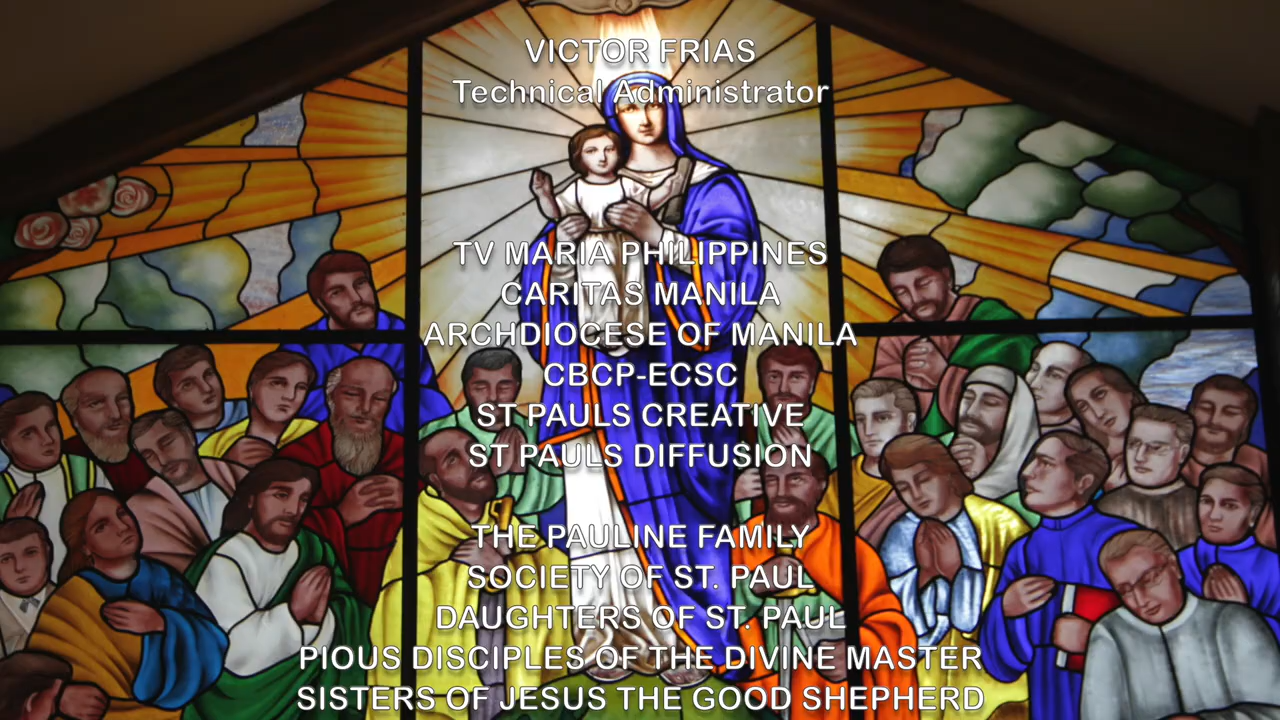 VICTOR FRIAS
Technical Administrator
TV MARIA PHILIPPINES
CARITAS MANILA
ARCHDIOCESE OF MANILA
CBCP-ECSC
ST PAULS CREATIVE
ST PAULS DIFFUSION
THE PAULINE FAMILY
SOCIETY OF ST. PAUL
DAUGHTERS OF ST. PAUL
PIOUS DISCIPLES OF THE DIVINE MASTER
SISTERS OF JESUS THE GOOD SHEPHERD